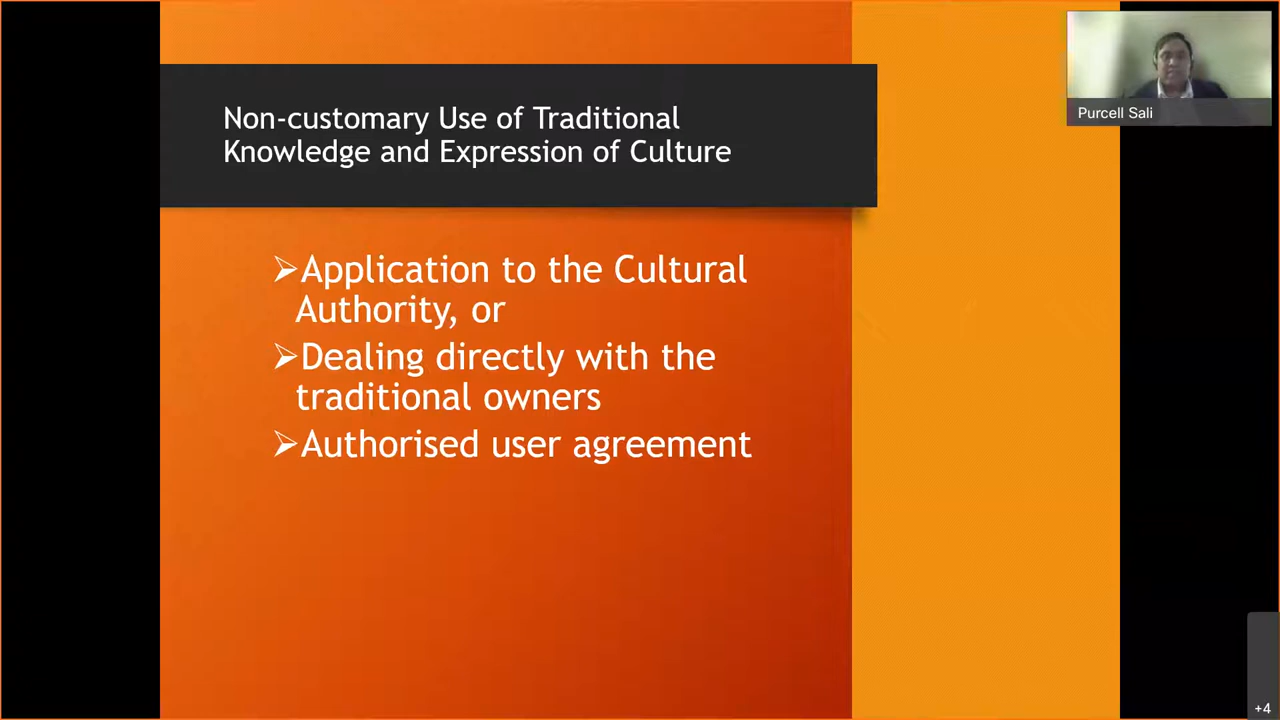 Non-customary Use of Traditional
Knowledge and Expression of Culture
➢Application to the Cultural
Authority, or
➢Dealing directly with the
traditional owners
➢Authorised user agreement
Purcell Sali
+4